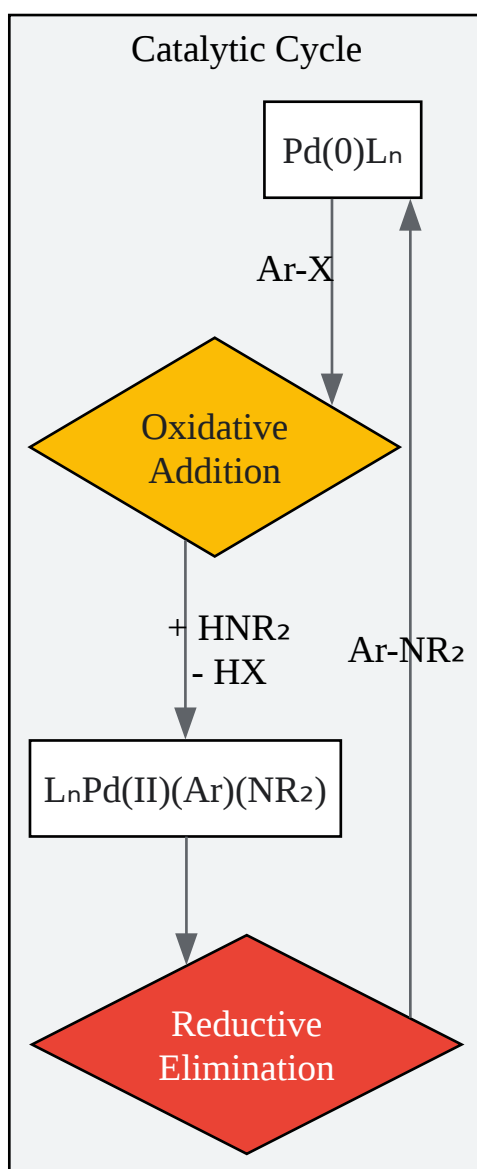 Catalytic Cycle
Pd(0)Lₙ
Ar-X
Oxidative
Addition
+ HNR₂
- HX
Ar-NR₂
LₙPd(II)(Ar)(NR₂)
Reductive
Elimination